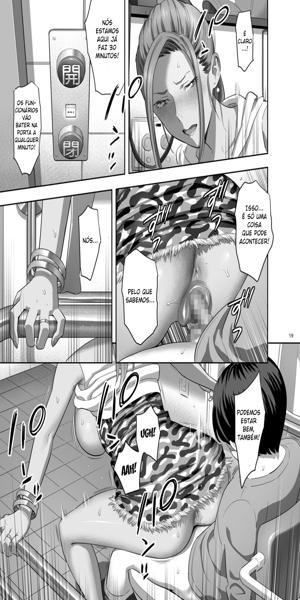 É
CLARO
...!
NÓS
ESTAMOS
AQUI JÁ
FAZ 30
MINUTOS!
開
閉
OS FUN-
CIONÁRIOS
VÃO
BATER NA
PORTA A
QUALQUER
MINUTO!
ISSO...
É SÓ UMA
COISA
QUE PODE
ACONTECER!
PELO QUE
SABEMOS...
NÓS...
19
PODEMOS
ESTAR
BEM,
TAMBÉM!
UGH!
AAH!